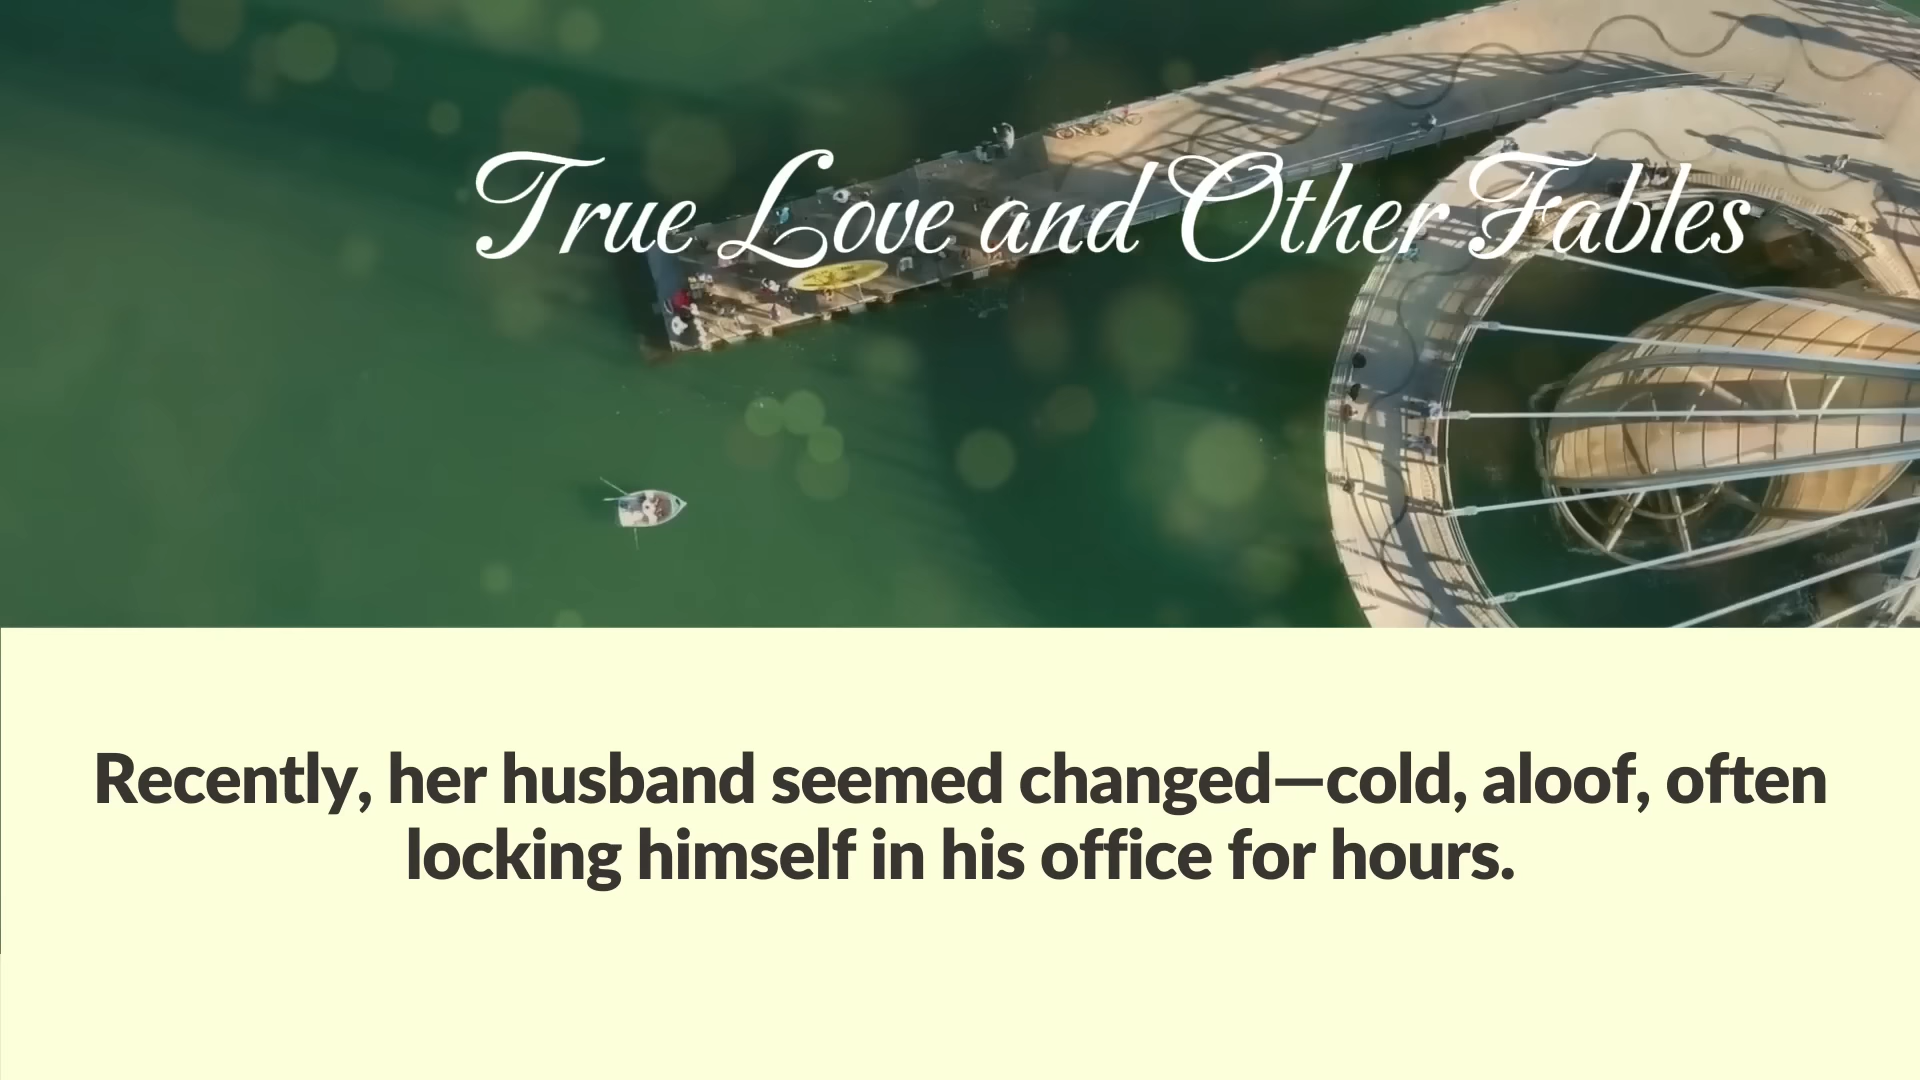 True Love and Other Fables
Recently, her husband seemed changed—cold, aloof, often
locking himself in his office for hours.